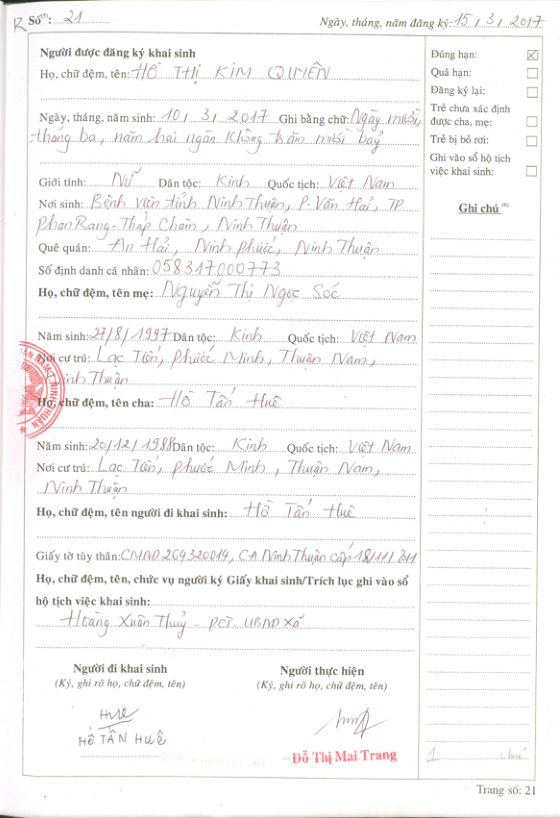 R Số: 21
Ngày, tháng, năm đăng ký: 15 / 3 / 2017
Người được đăng ký khai sinh
Họ, chữ đệm, tên: HỒ THỊ KIM QUYÊN
Ngày, tháng, năm sinh: 10 / 3 / 2017 Ghi bằng chữ: Ngày mười,
tháng ba, năm hai ngàn không trăm mười bảy
Giới tính: Nữ Dân tộc: Kinh Quốc tịch: Việt Nam
Nơi sinh: Bệnh viện tỉnh Ninh Thuận, P. Văn Hải, TP
Phan Rang - Tháp Chàm, Ninh Thuận
Quê quán: An Hải, Ninh Phước, Ninh Thuận
Số định danh cá nhân: 058317000773
Họ, chữ đệm, tên mẹ: Nguyễn Thị Ngọc Sóc
Năm sinh: 27/8/1997 Dân tộc: Kinh Quốc tịch: Việt Nam
Nơi cư trú: Lạc Tiến, Phước Minh, Thuận Nam,
Ninh Thuận
Họ, chữ đệm, tên cha: Hồ Tấn Huê
Năm sinh: 20/12/1988 Dân tộc: Kinh Quốc tịch: Việt Nam
Nơi cư trú: Lạc Tiến, Phước Minh, Thuận Nam,
Ninh Thuận
Họ, chữ đệm, tên người đi khai sinh: Hồ Tấn Huê
Giấy tờ tùy thân: CMND 264320014, CA Ninh Thuận cấp 18/11/2011
Họ, chữ đệm, tên, chức vụ người ký Giấy khai sinh/Trích lục ghi vào sổ
hộ tịch việc khai sinh:
Hoàng Xuân Thuỷ - PCT. UBND Xã
Người đi khai sinh
(Ký, ghi rõ họ, chữ đệm, tên)
Huê
HỒ TẤN HUÊ
Người thực hiện
(Ký, ghi rõ họ, chữ đệm, tên)
Đỗ Thị Mai Trang
Đúng hạn: ☒
Quá hạn: ☐
Đăng ký lại: ☐
Trẻ chưa xác định
được cha, mẹ: ☐
Trẻ bị bỏ rơi: ☐
Ghi vào sổ hộ tịch
việc khai sinh: ☐
Ghi chú
Trang số: 21